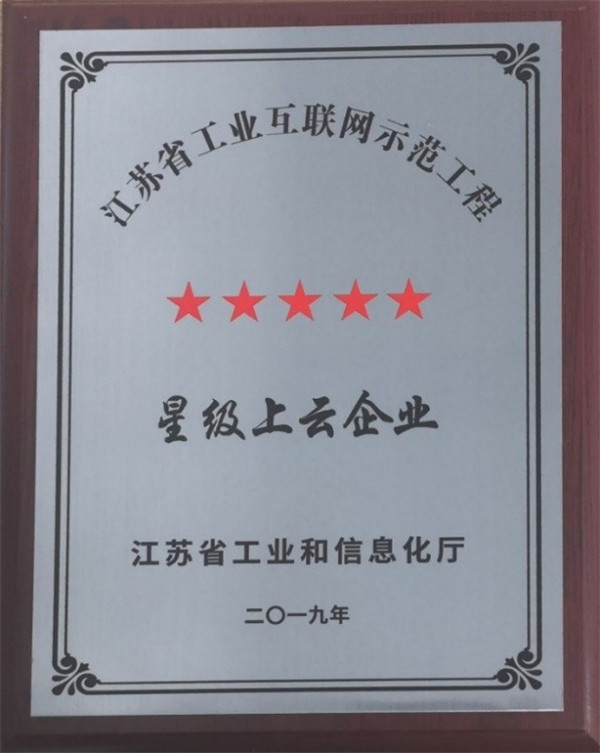 江苏省工业互联网示范工程
星级上云企业
江苏省工业和信息化厅
二〇一九年